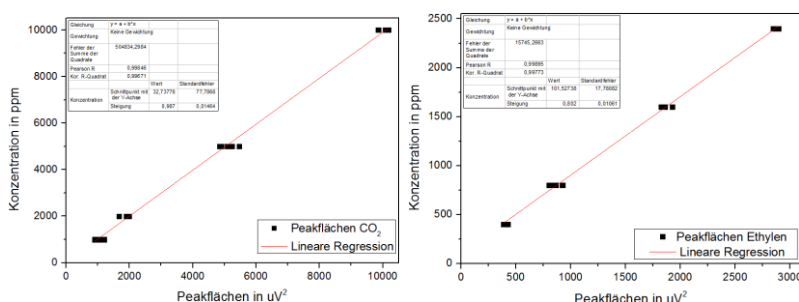 Gleichung y = a + b*x
Gewichtung Keine Gewichtung
Fehler der Summe der Quadrate 504834,2984
Pearson R 0,99846
Kor. R-Quadrat 0,99671
Wert Standardfehler
Konzentration Schnittpunkt mit der Y-Achse 32,73778 77,7868
Steigung 0,987 0,01464
10000
8000
6000
4000
2000
0
Konzentration in ppm
Peakflächen CO2
Lineare Regression
0 2000 4000 6000 8000 10000
Peakflächen in uV²
Gleichung y = a + b*x
Gewichtung Keine Gewichtung
Fehler der Summe der Quadrate 15745,2663
Pearson R 0,99895
Kor. R-Quadrat 0,99773
Wert Standardfehler
Konzentration Schnittpunkt mit der Y-Achse 101,52738 17,78682
Steigung 0,802 0,01061
2500
2000
1500
1000
500
0
Konzentration in ppm
Peakflächen Ethylen
Lineare Regression
0 500 1000 1500 2000 2500 3000
Peakflächen in uV²